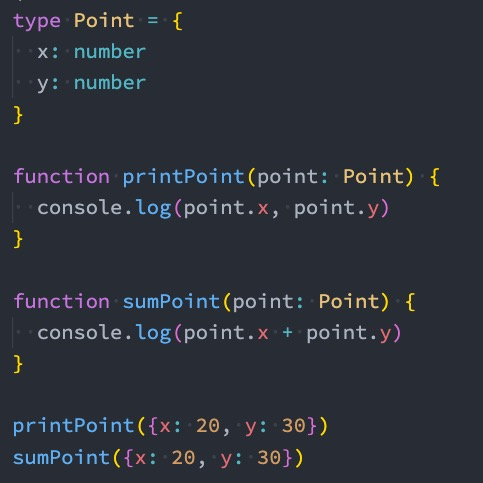 type Point = {
  x: number
  y: number
}

function printPoint(point: Point) {
  console.log(point.x, point.y)
}

function sumPoint(point: Point) {
  console.log(point.x + point.y)
}

printPoint({x: 20, y: 30})
sumPoint({x: 20, y: 30})